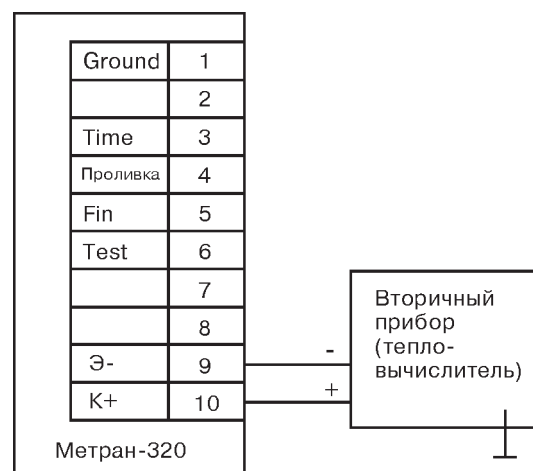 Ground 1
2
Time 3
Проливка 4
Fin 5
Test 6
7
8
Э- 9
К+ 10
-
+
Вторичный
прибор
(тепло-
вычислитель)
Метран-320